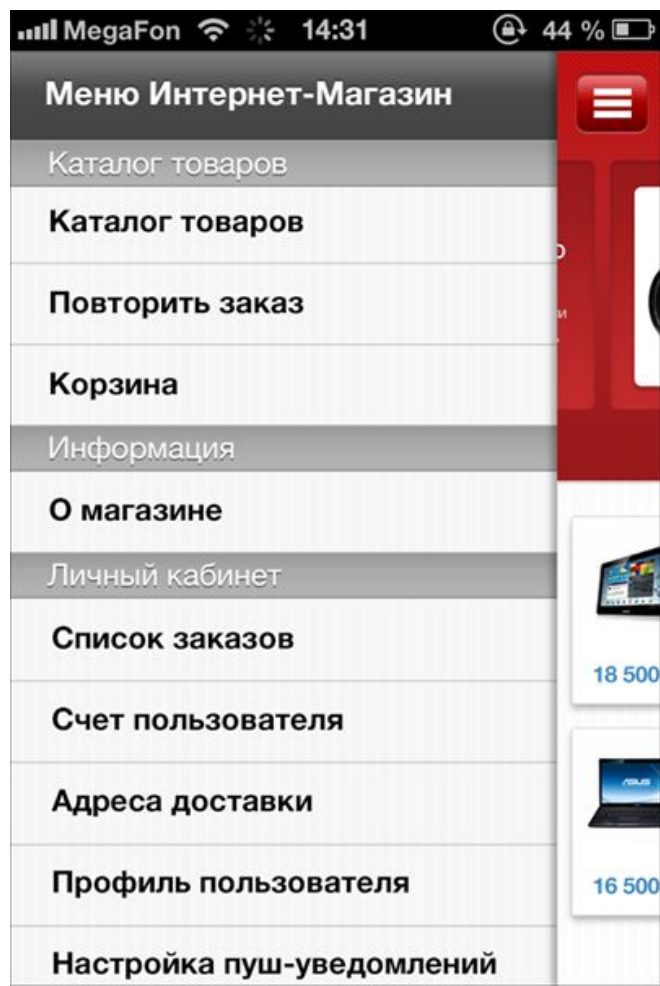 MegaFon 14:31 44 %
Меню Интернет-Магазин
Каталог товаров
Каталог товаров
Повторить заказ
Корзина
Информация
О магазине
Личный кабинет
Список заказов
18 500
Счет пользователя
ASUS
Адреса доставки
Профиль пользователя
16 500
Настройка пуш-уведомлений